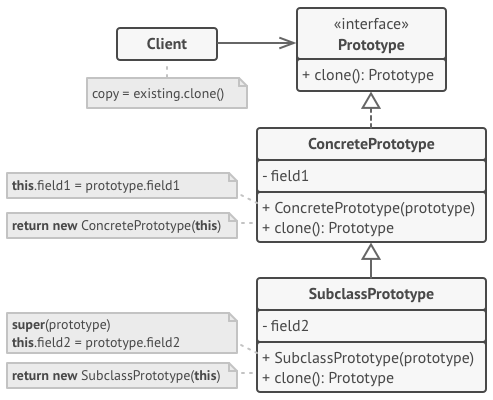 Client
«interface»
Prototype
+ clone(): Prototype
copy = existing.clone()
ConcretePrototype
- field1
this.field1 = prototype.field1
+ ConcretePrototype(prototype)
return new ConcretePrototype(this)
+ clone(): Prototype
SubclassPrototype
- field2
super(prototype)
this.field2 = prototype.field2
+ SubclassPrototype(prototype)
return new SubclassPrototype(this)
+ clone(): Prototype